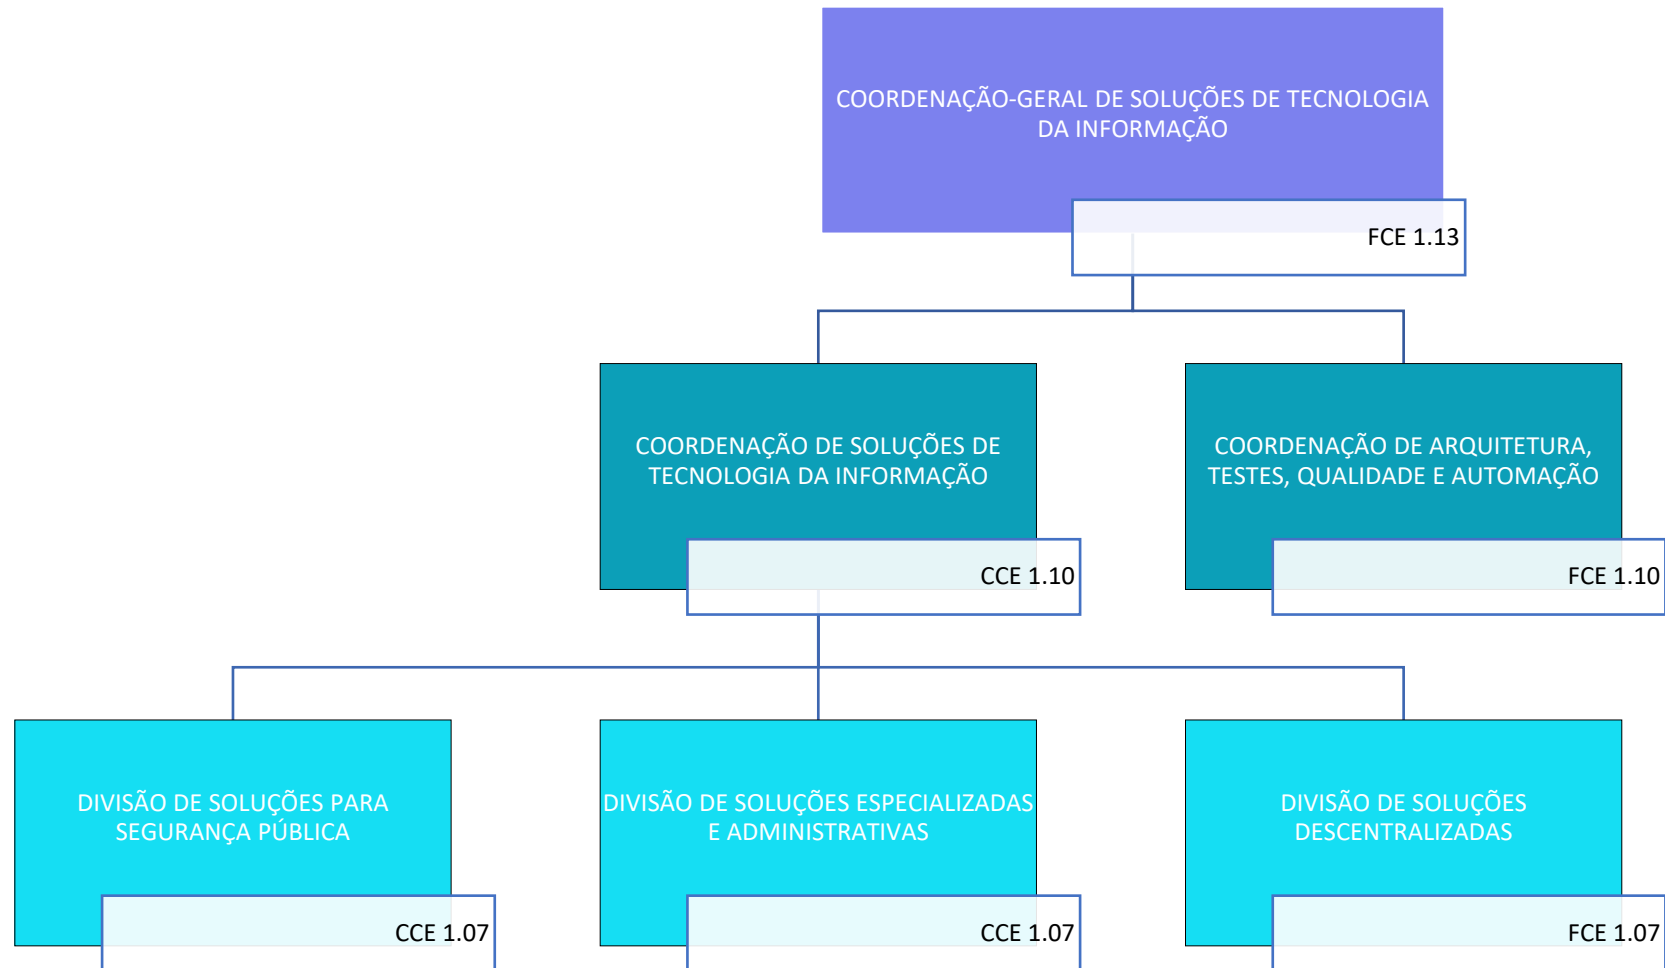 COORDENAÇÃO-GERAL DE SOLUÇÕES DE TECNOLOGIA
DA INFORMAÇÃO
FCE 1.13
COORDENAÇÃO DE SOLUÇÕES DE
TECNOLOGIA DA INFORMAÇÃO
CCE 1.10
COORDENAÇÃO DE ARQUITETURA,
TESTES, QUALIDADE E AUTOMAÇÃO
FCE 1.10
DIVISÃO DE SOLUÇÕES PARA
SEGURANÇA PÚBLICA
CCE 1.07
DIVISÃO DE SOLUÇÕES ESPECIALIZADAS
E ADMINISTRATIVAS
CCE 1.07
DIVISÃO DE SOLUÇÕES
DESCENTRALIZADAS
FCE 1.07